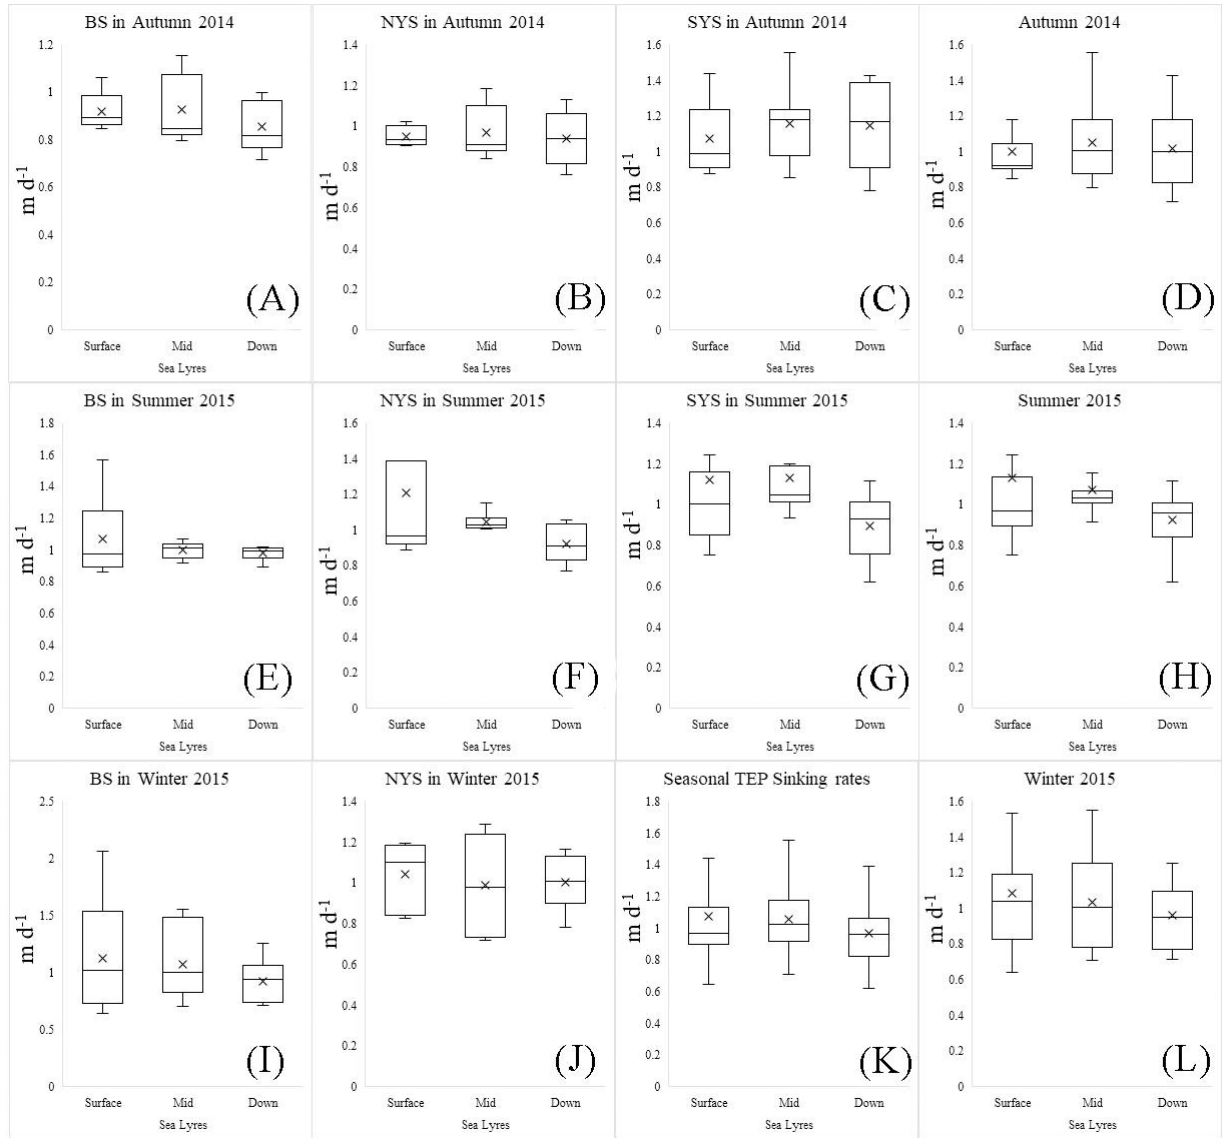 BS in Autumn 2014
1.2
1
0.8
0.6
0.4
0.2
0
m d-1
Surface Mid Down
Sea Lyres
(A)
NYS in Autumn 2014
1.4
1.2
1
0.8
0.6
0.4
0.2
0
m d-1
Surface Mid Down
Sea Lyres
(B)
SYS in Autumn 2014
1.6
1.4
1.2
1
0.8
0.6
0.4
0.2
0
m d-1
Surface Mid Down
Sea Lyres
(C)
Autumn 2014
1.6
1.4
1.2
1
0.8
0.6
0.4
0.2
0
m d-1
Surface Mid Down
Sea Lyres
(D)
BS in Summer 2015
1.8
1.6
1.4
1.2
1
0.8
0.6
0.4
0.2
0
m d-1
Surface Mid Down
Sea Lyres
(E)
NYS in Summer 2015
1.6
1.4
1.2
1
0.8
0.6
0.4
0.2
0
m d-1
Surface Mid Down
Sea Lyres
(F)
SYS in Summer 2015
1.4
1.2
1
0.8
0.6
0.4
0.2
0
m d-1
Surface Mid Down
Sea Lyres
(G)
Summer 2015
1.4
1.2
1
0.8
0.6
0.4
0.2
0
m d-1
Surface Mid Down
Sea Lyres
(H)
BS in Winter 2015
2.5
2
1.5
1
0.5
0
m d-1
Surface Mid Down
Sea Lyres
(I)
NYS in Winter 2015
1.4
1.2
1
0.8
0.6
0.4
0.2
0
m d-1
Surface Mid Down
Sea Lyres
(J)
Seasonal TEP Sinking rates
1.8
1.6
1.4
1.2
1
0.8
0.6
0.4
0.2
0
m d-1
Surface Mid Down
Sea Lyres
(K)
Winter 2015
1.6
1.4
1.2
1
0.8
0.6
0.4
0.2
0
m d-1
Surface Mid Down
Sea Lyres
(L)